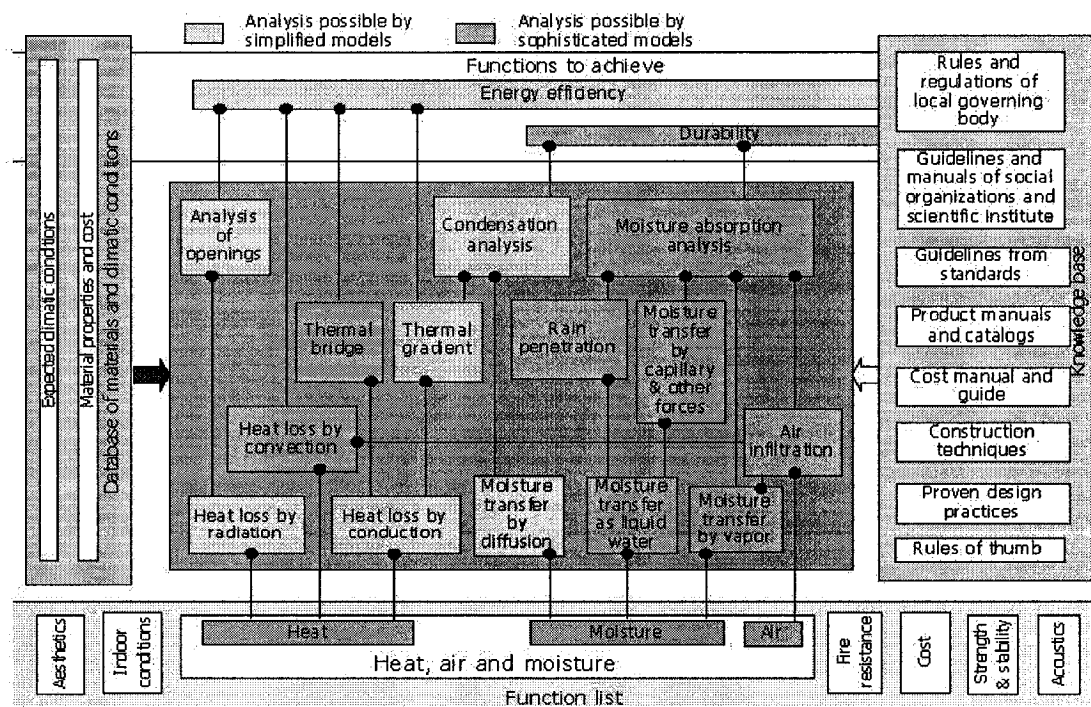 Analysis possible by
simplified models
Analysis possible by
sophisticated models
Functions to achieve
Energy efficiency
Durability
Expected climatic conditions
Material properties and cost
Database of materials and climatic conditions
Analysis
of
openings
Condensation
analysis
Moisture absorption
analysis
Thermal
bridge
Thermal
gradient
Rain
penetration
Moisture
transfer
by
capillary
& other
forces
Heat loss by
convection
Air
infiltration
Heat loss by
radiation
Heat loss by
conduction
Moisture
transfer by
diffusion
Moisture
transfer
as liquid
water
Moisture
transfer
by vapor
Rules and
regulations of
local governing
body
Guidelines and
manuals of social
organizations and
scientific institute
Guidelines from
standards
Product manuals
and catalogs
Cost manual and
guide
Construction
techniques
Proven design
practices
Rules of thumb
Knowledge base
Aesthetics
Indoor
conditions
Heat
Moisture
Air
Heat, air and moisture
Function list
Fire
resistance
Cost
Strength
& stability
Acoustics